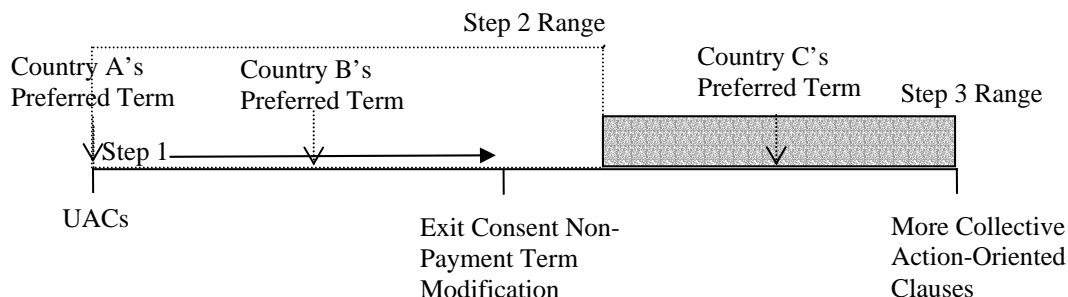 Step 2 Range
Country A's
Preferred Term
Country B's
Preferred Term
Country C's
Preferred Term
Step 3 Range
Step 1
UACs
Exit Consent Non-
Payment Term
Modification
More Collective
Action-Oriented
Clauses